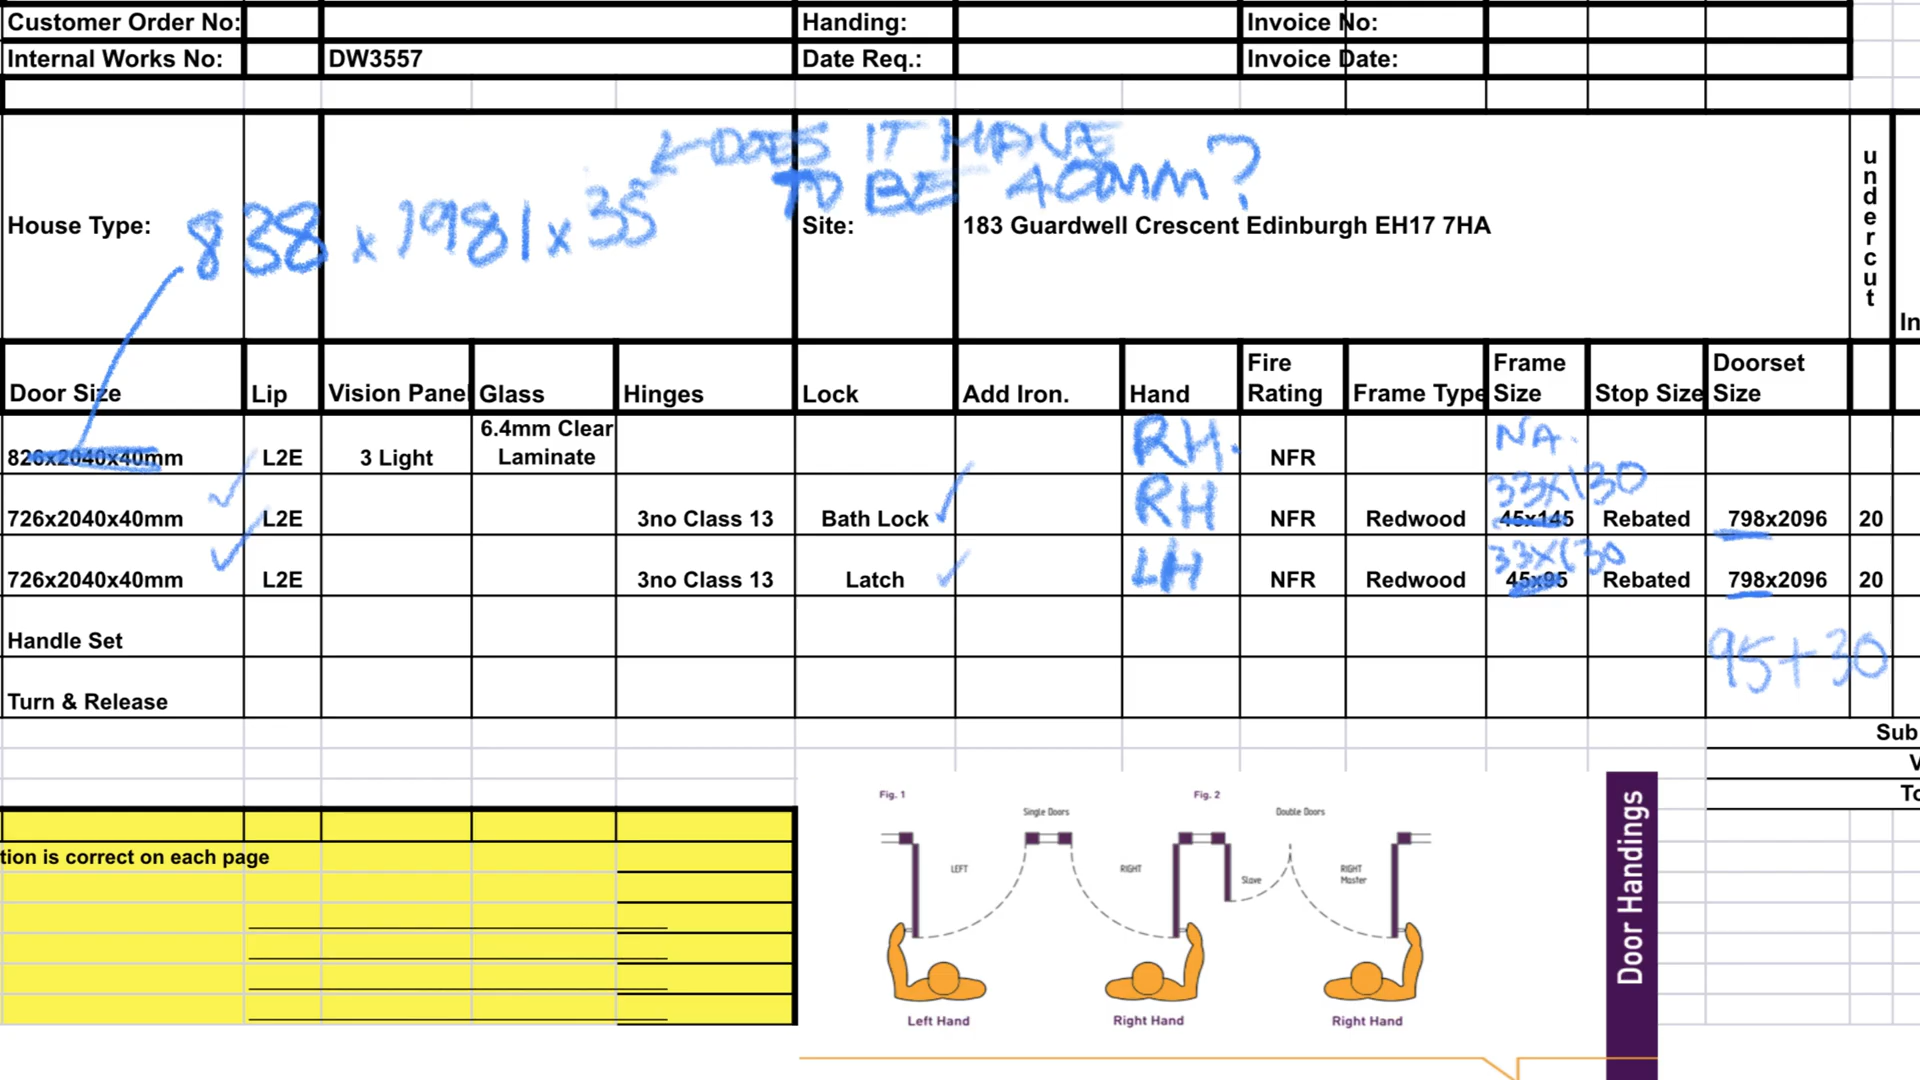 Customer Order No: Handing: Invoice No:
Internal Works No: DW3557 Date Req.: Invoice Date:
←DOES IT HAVE
TO BE 40mm?
838 x 1981 x 35
House Type: Site: 183 Guardwell Crescent Edinburgh EH17 7HA
undercut
In
Door Size Lip Vision Panel Glass Hinges Lock Add Iron. Hand Fire Rating Frame Type Frame Size Stop Size Doorset Size
826x2040x40mm L2E 3 Light 6.4mm Clear Laminate RH. NFR NA.
726x2040x40mm L2E 3no Class 13 Bath Lock RH NFR Redwood 45x145 33x130 Rebated 798x2096 20
726x2040x40mm L2E 3no Class 13 Latch LH NFR Redwood 45x95 33x130 Rebated 798x2096 20
Handle Set
95+30
Turn & Release
Sub
V
To
tion is correct on each page
Fig. 1 Fig. 2
Single Doors Double Doors
LEFT RIGHT Slave RIGHT Master
Left Hand Right Hand Right Hand
Door Handings